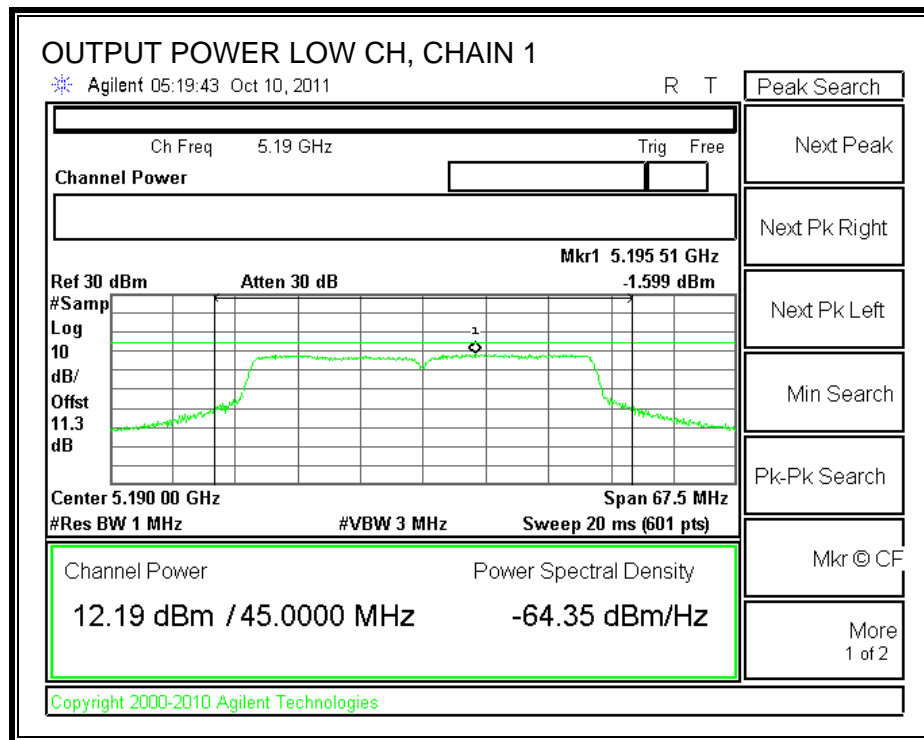 OUTPUT POWER LOW CH, CHAIN 1
Agilent 05:19:43 Oct 10, 2011
R T
Ch Freq 5.19 GHz
Trig Free
Channel Power
Mkr1 5.195 51 GHz
Ref 30 dBm
Atten 30 dB
-1.599 dBm
#Samp
Log
10
dB/
Offst
11.3
dB
1
Center 5.190 00 GHz
Span 67.5 MHz
#Res BW 1 MHz
#VBW 3 MHz
Sweep 20 ms (601 pts)
Channel Power
Power Spectral Density
12.19 dBm / 45.0000 MHz
-64.35 dBm/Hz
Copyright 2000-2010 Agilent Technologies
Peak Search
Next Peak
Next Pk Right
Next Pk Left
Min Search
Pk-Pk Search
Mkr © CF
More
1 of 2